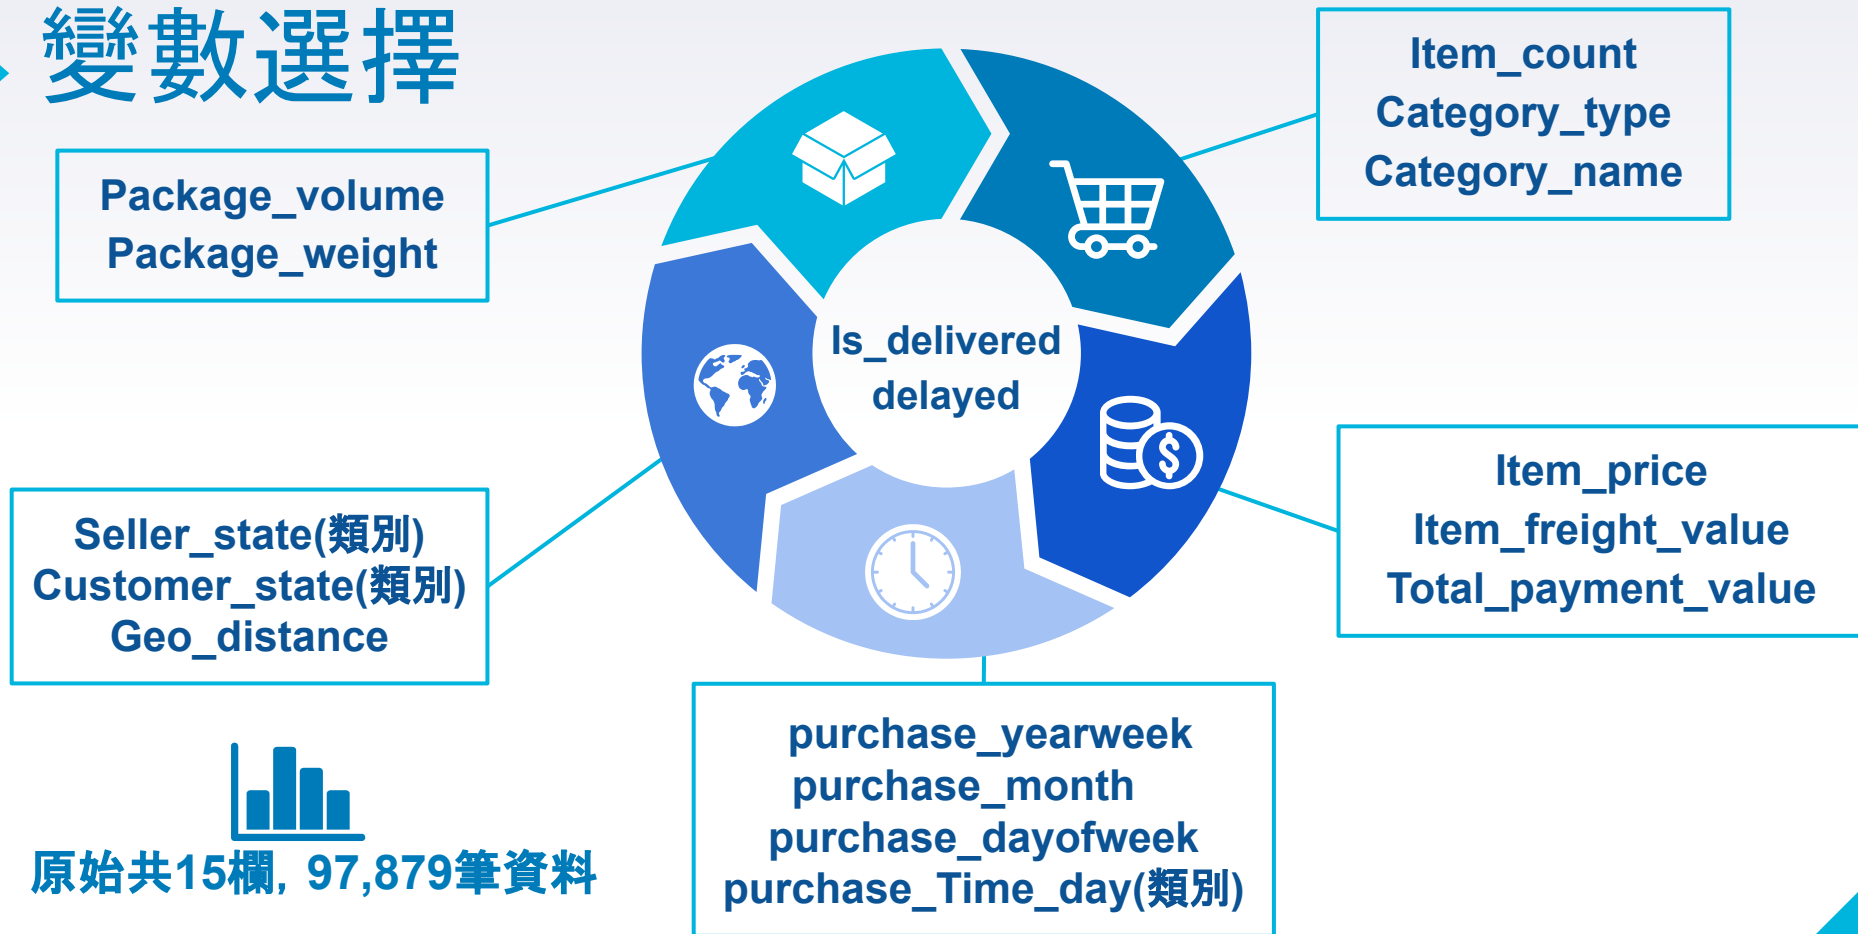 變數選擇
Package_volume
Package_weight
Item_count
Category_type
Category_name
Is_delivered
delayed
$
Seller_state(類別)
Customer_state(類別)
Geo_distance
Item_price
Item_freight_value
Total_payment_value
purchase_yearweek
purchase_month
purchase_dayofweek
purchase_Time_day(類別)
原始共15欄, 97,879筆資料